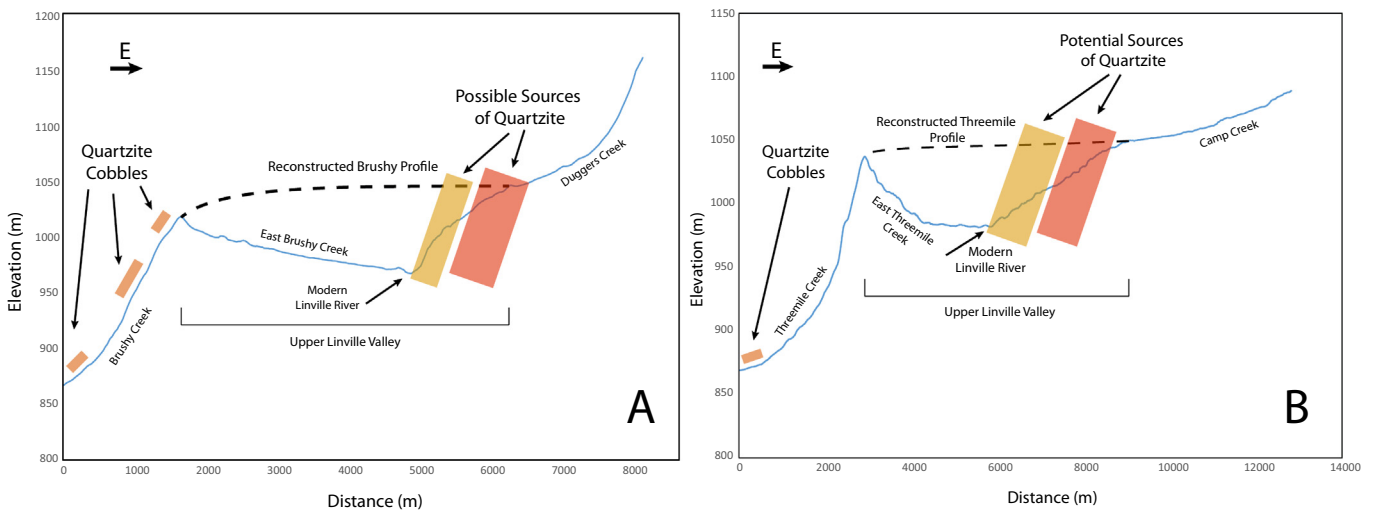 1200
1150
1100
1050
1000
950
900
850
800
Elevation (m)
E
Quartzite
Cobbles
Possible Sources
of Quartzite
Reconstructed Brushy Profile
Duggers Creek
East Brushy Creek
Brushy Creek
Modern
Linville River
Upper Linville Valley
A
0
1000
2000
3000
4000
5000
6000
7000
8000
Distance (m)
1150
1100
1050
1000
950
900
850
800
Elevation (m)
E
Potential Sources
of Quartzite
Quartzite
Cobbles
Reconstructed Threemile
Profile
Camp Creek
East Threemile
Creek
Threemile Creek
Modern
Linville River
Upper Linville Valley
B
0
2000
4000
6000
8000
10000
12000
14000
Distance (m)